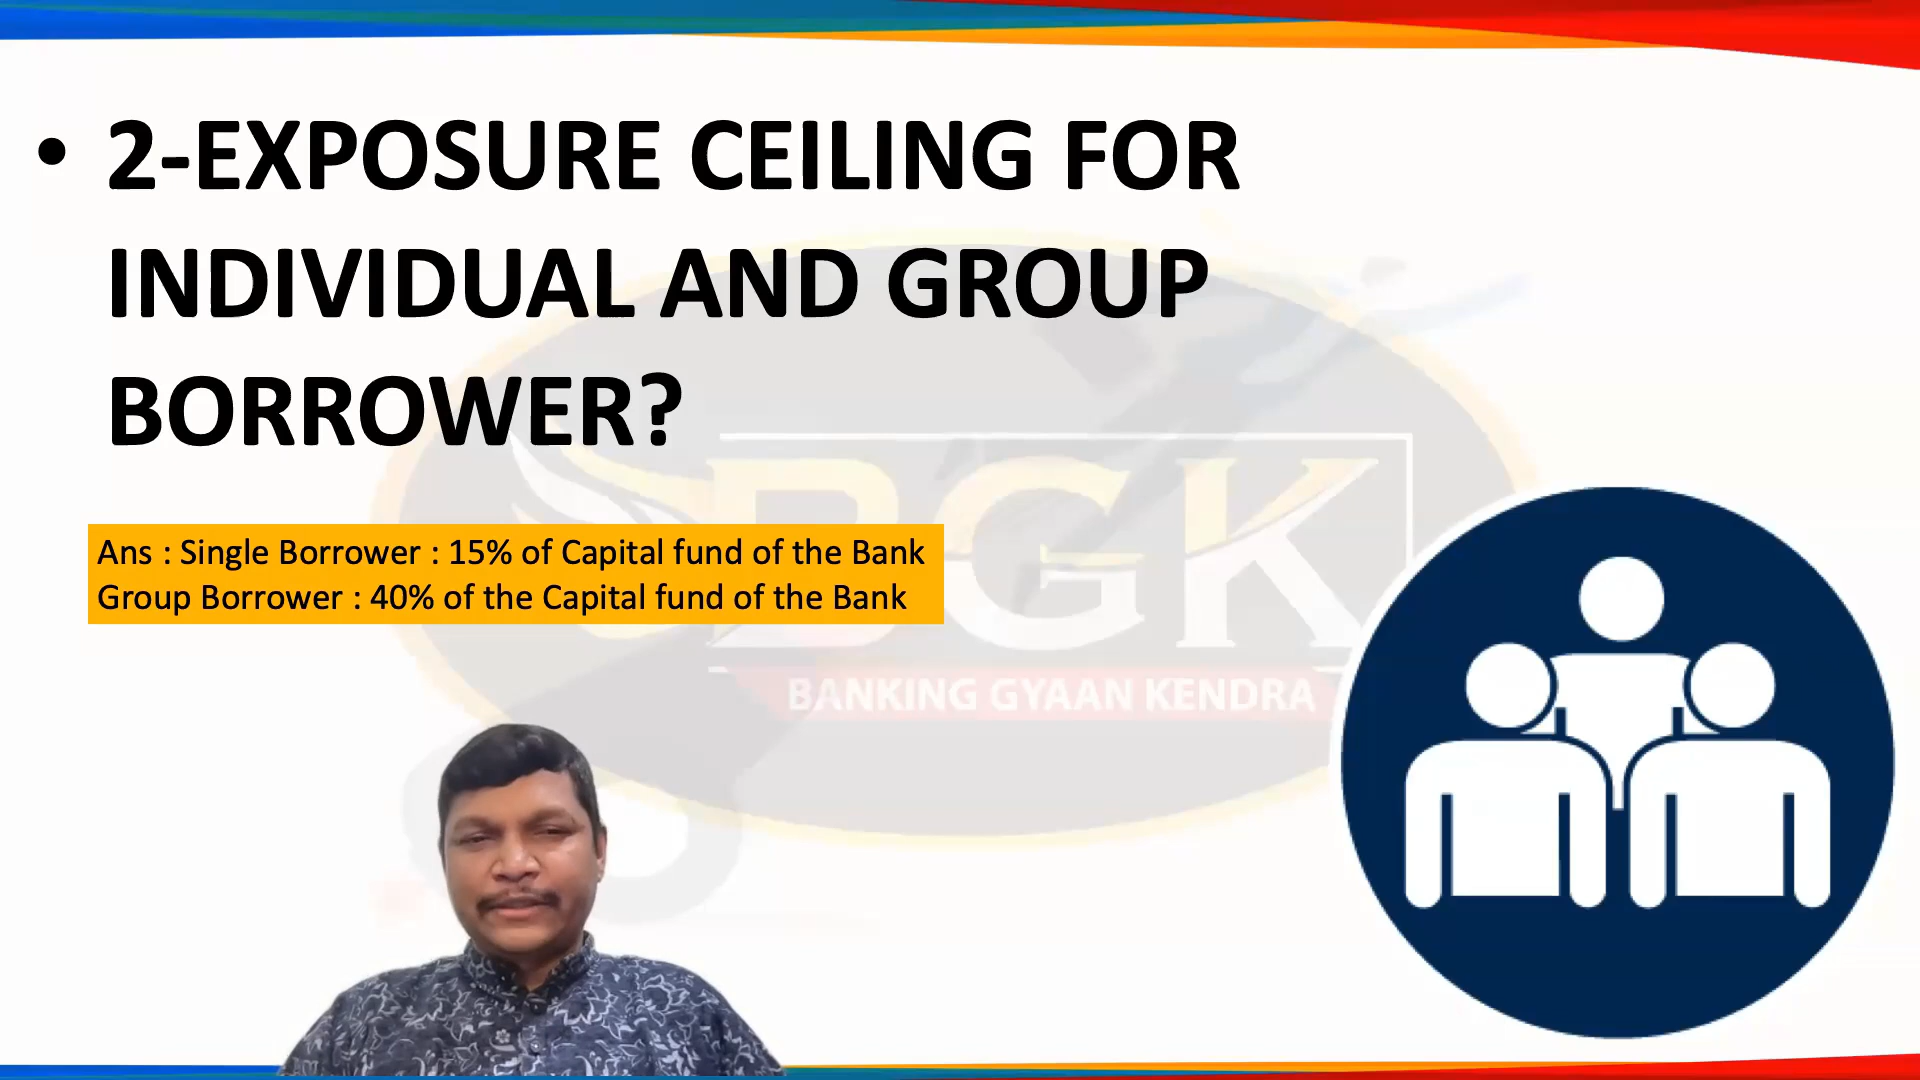 • 2-EXPOSURE CEILING FOR
INDIVIDUAL AND GROUP
BORROWER?
Ans : Single Borrower : 15% of Capital fund of the Bank
Group Borrower : 40% of the Capital fund of the Bank
BGK
BANKING GYAAN KENDRA